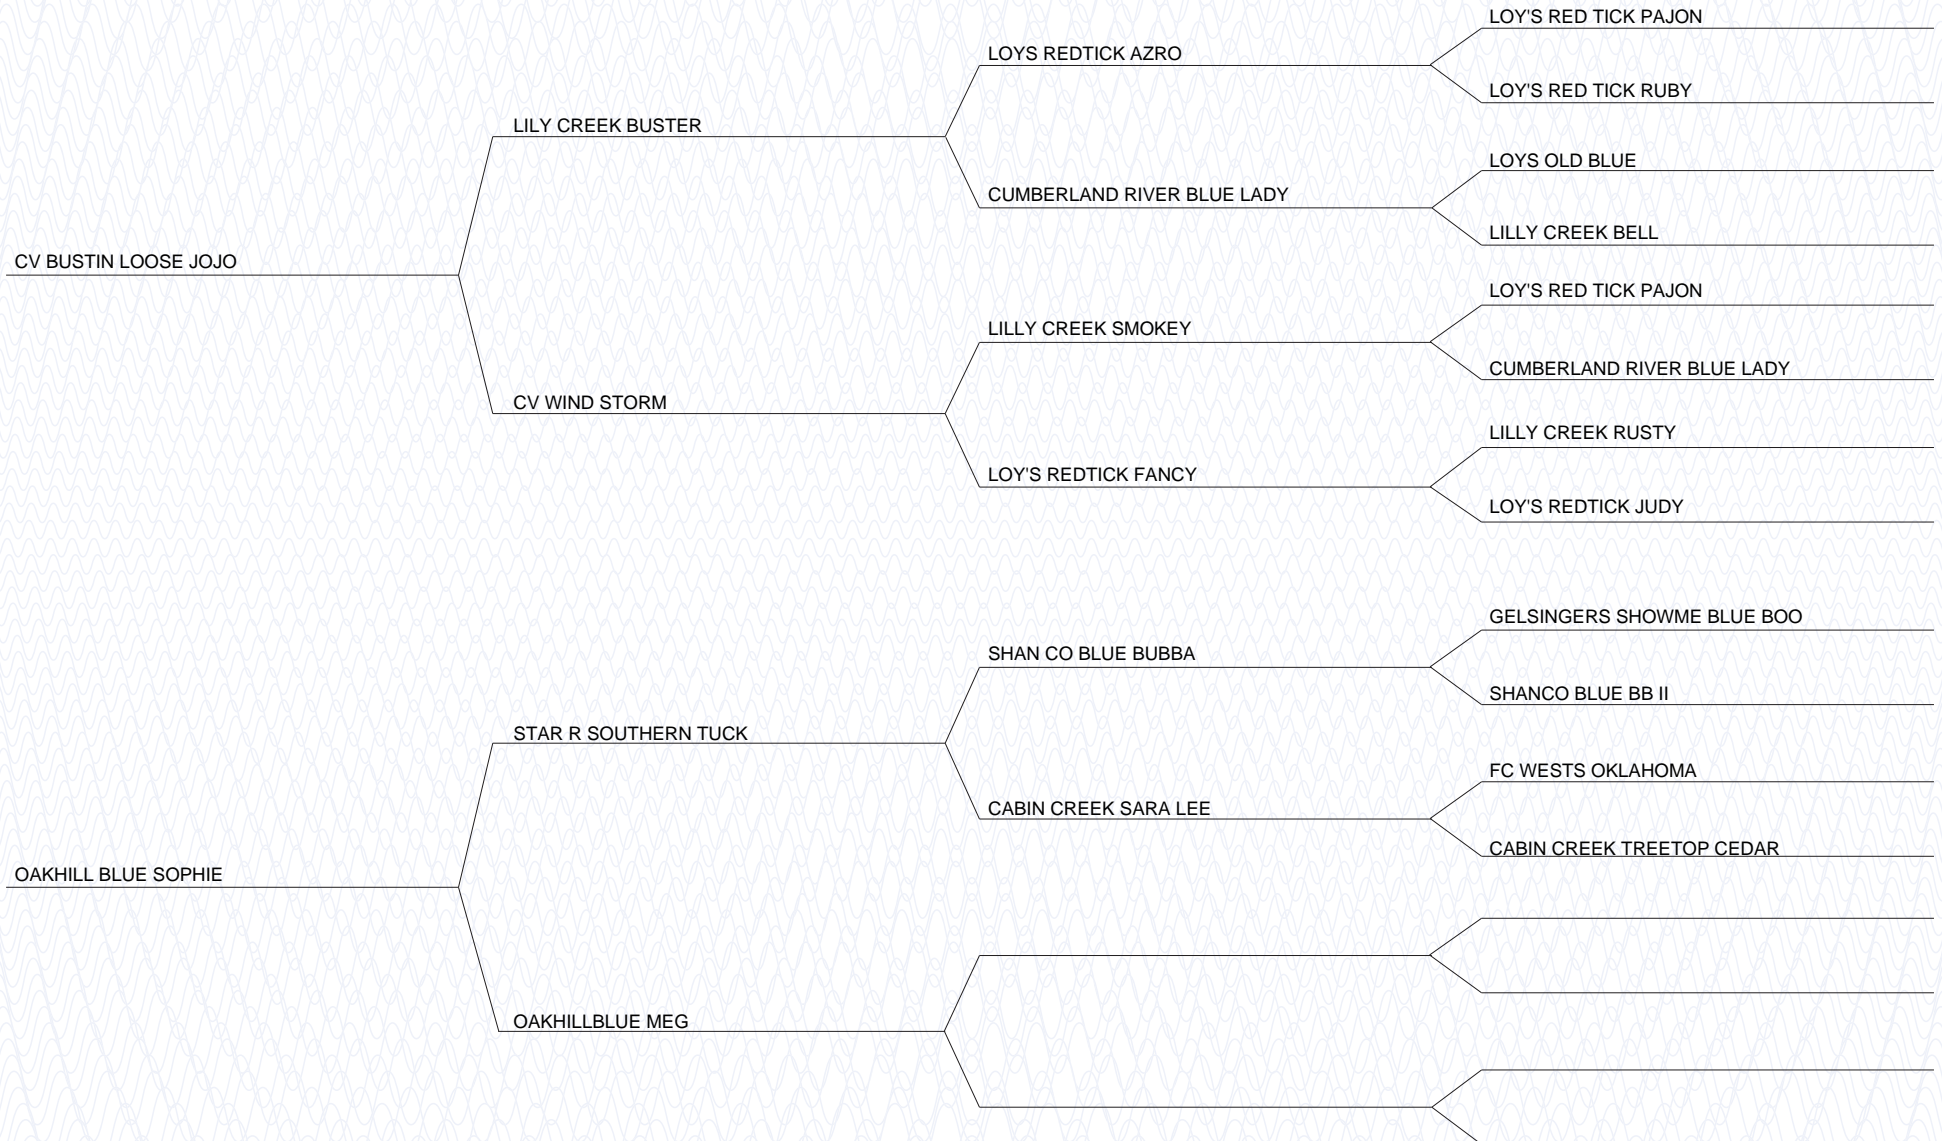 LOY'S RED TICK PAJON
LOYS REDTICK AZRO
LOY'S RED TICK RUBY
LILY CREEK BUSTER
LOYS OLD BLUE
CUMBERLAND RIVER BLUE LADY
LILLY CREEK BELL
CV BUSTIN LOOSE JOJO
LOY'S RED TICK PAJON
LILLY CREEK SMOKEY
CUMBERLAND RIVER BLUE LADY
CV WIND STORM
LILLY CREEK RUSTY
LOY'S REDTICK FANCY
LOY'S REDTICK JUDY
GELSINGERS SHOWME BLUE BOO
SHAN CO BLUE BUBBA
SHANCO BLUE BB II
STAR R SOUTHERN TUCK
FC WESTS OKLAHOMA
CABIN CREEK SARA LEE
CABIN CREEK TREETOP CEDAR
OAKHILL BLUE SOPHIE
OAKHILLBLUE MEG